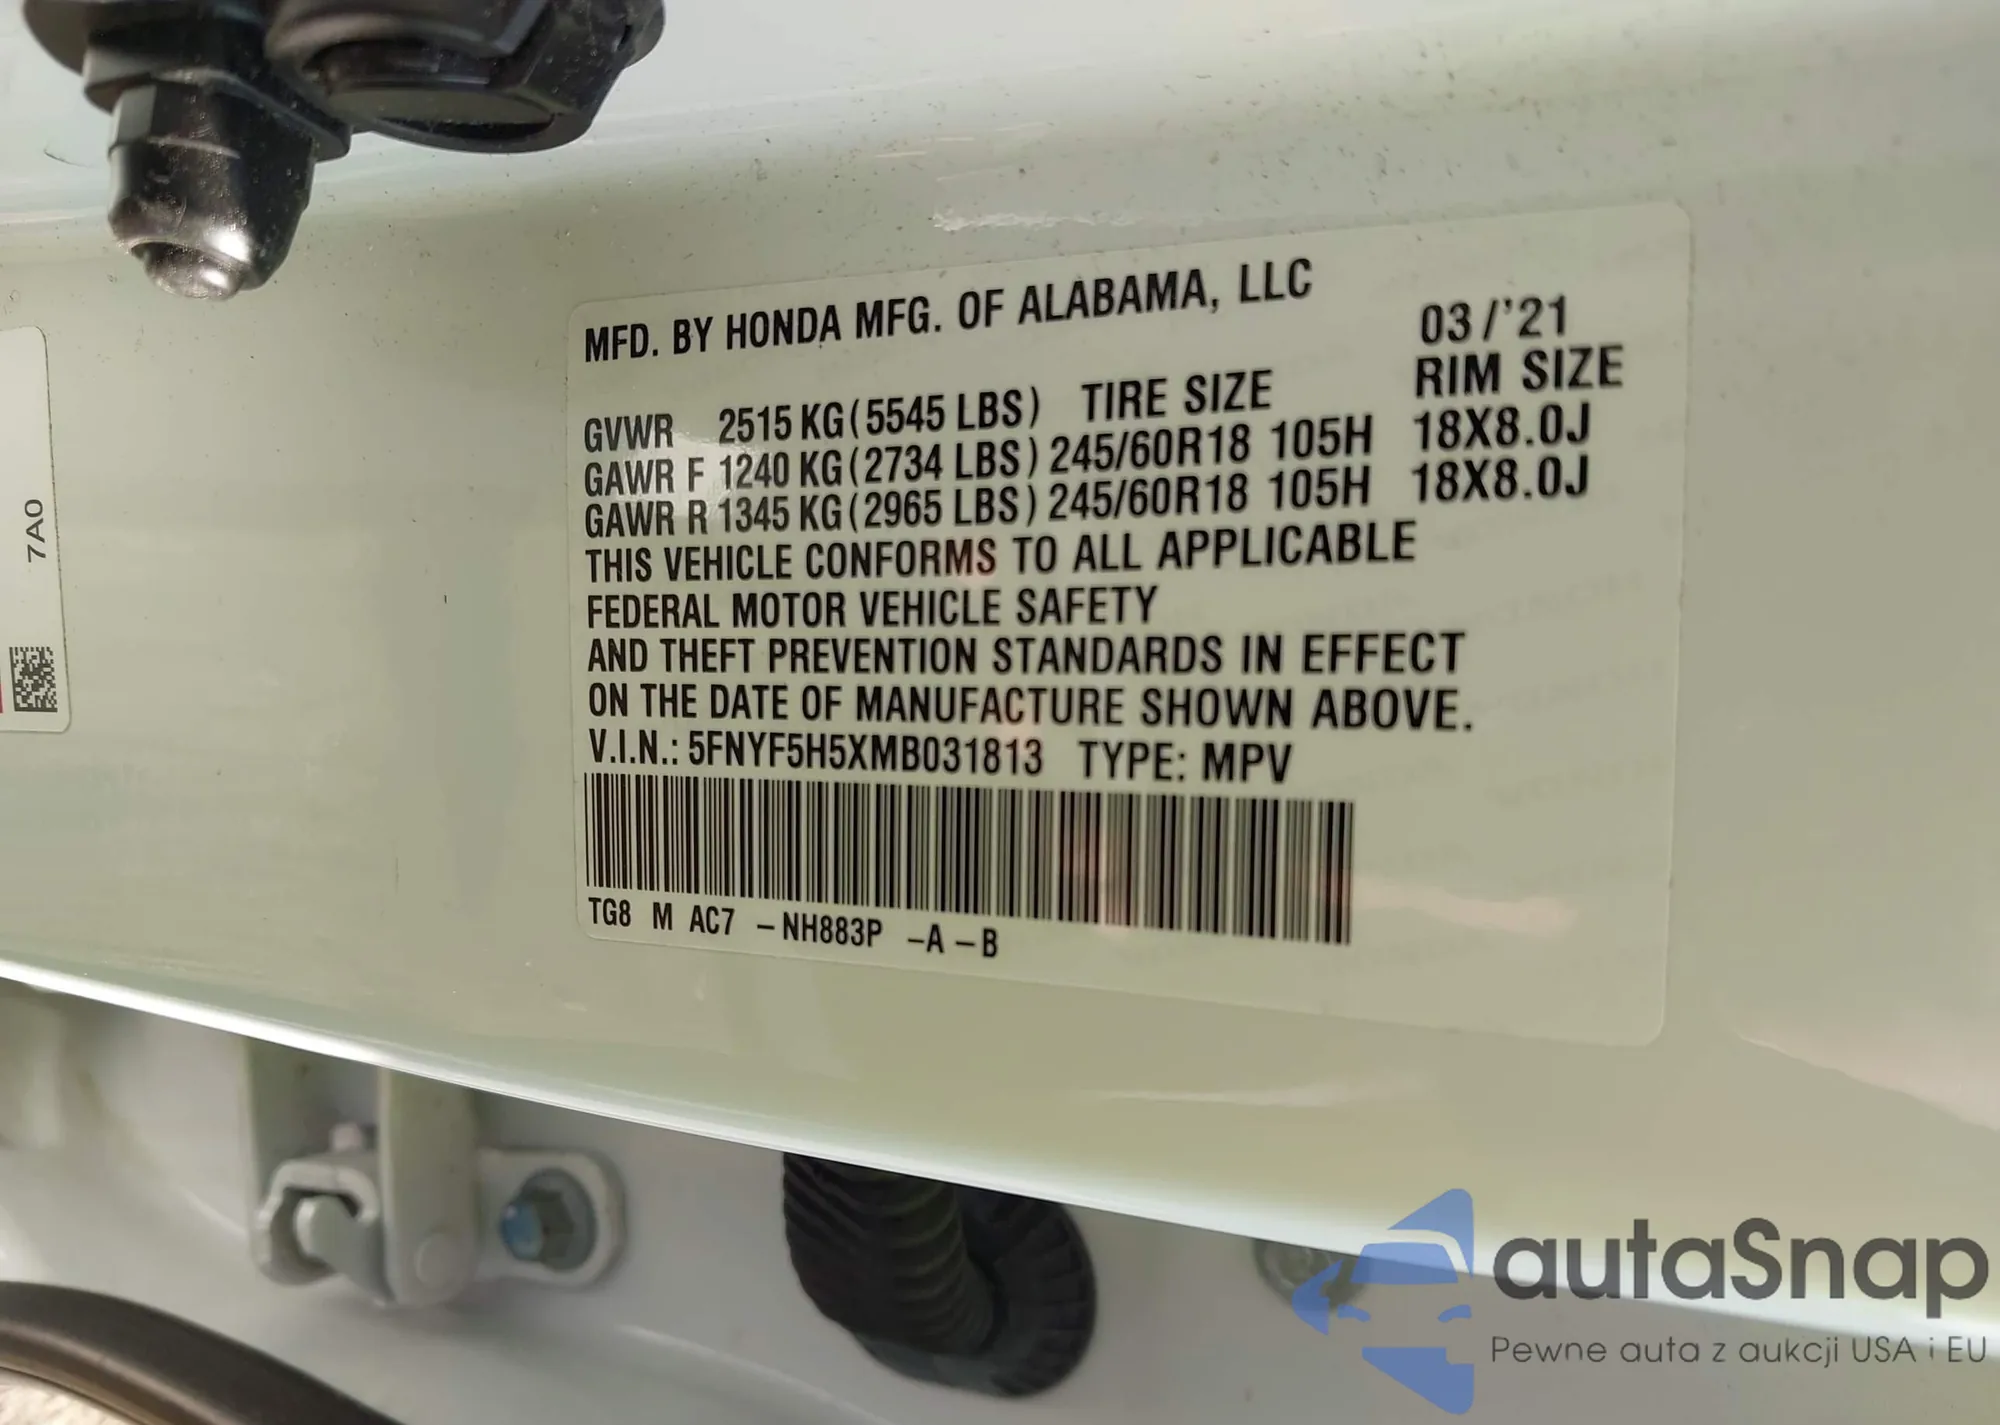 MFD. BY HONDA MFG. OF ALABAMA, LLC 03/'21
TIRE SIZE RIM SIZE
GVWR 2515 KG (5545 LBS)
GAWR F 1240 KG (2734 LBS) 245/60R18 105H 18X8.0J
GAWR R 1345 KG (2965 LBS) 245/60R18 105H 18X8.0J
THIS VEHICLE CONFORMS TO ALL APPLICABLE
FEDERAL MOTOR VEHICLE SAFETY
AND THEFT PREVENTION STANDARDS IN EFFECT
ON THE DATE OF MANUFACTURE SHOWN ABOVE.
V.I.N.: 5FNYF5H5XMB031813 TYPE: MPV
TG8 M AC7 -NH883P -A -B
7A0
autaSnap
Pewne auta z aukcji USA i EU